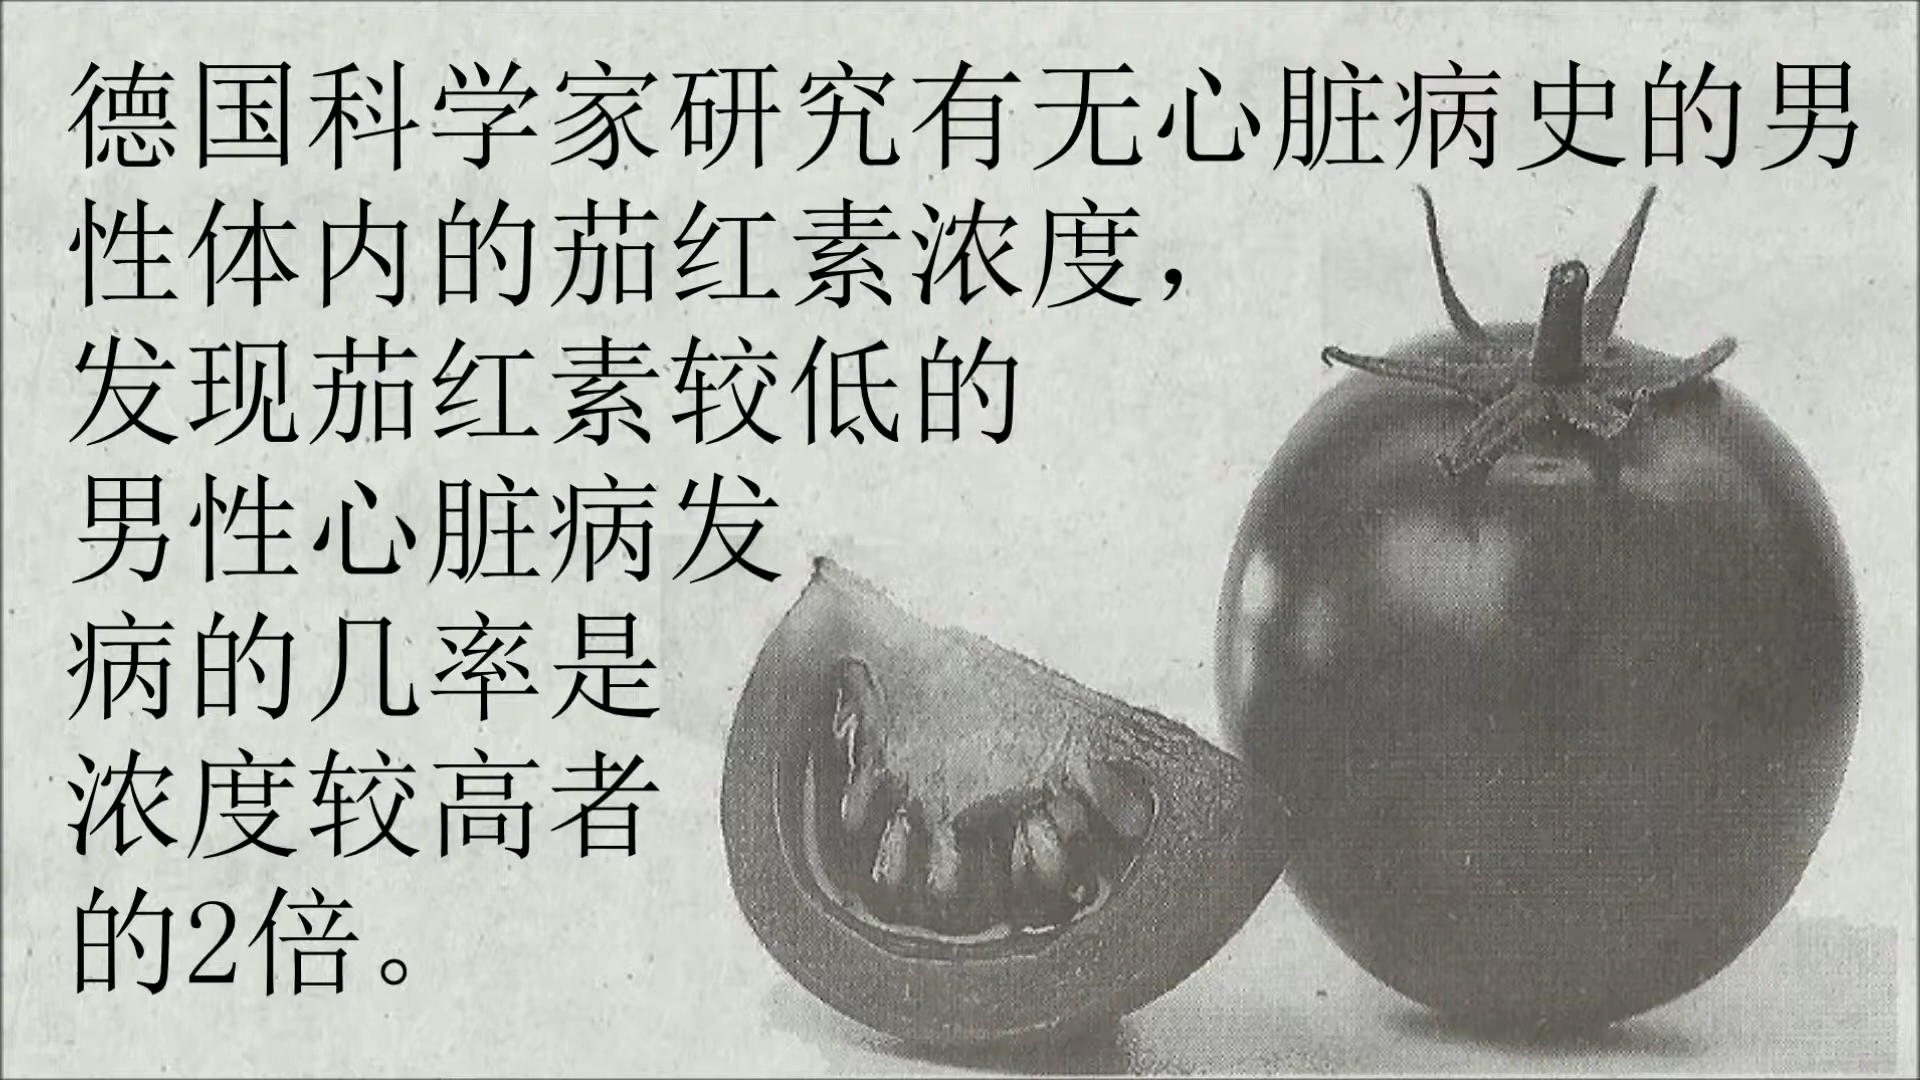 德国科学家研究有无心脏病史的男
性体内的茄红素浓度，
发现茄红素较低的
男性心脏病发
病的几率是
浓度较高者
的2倍。